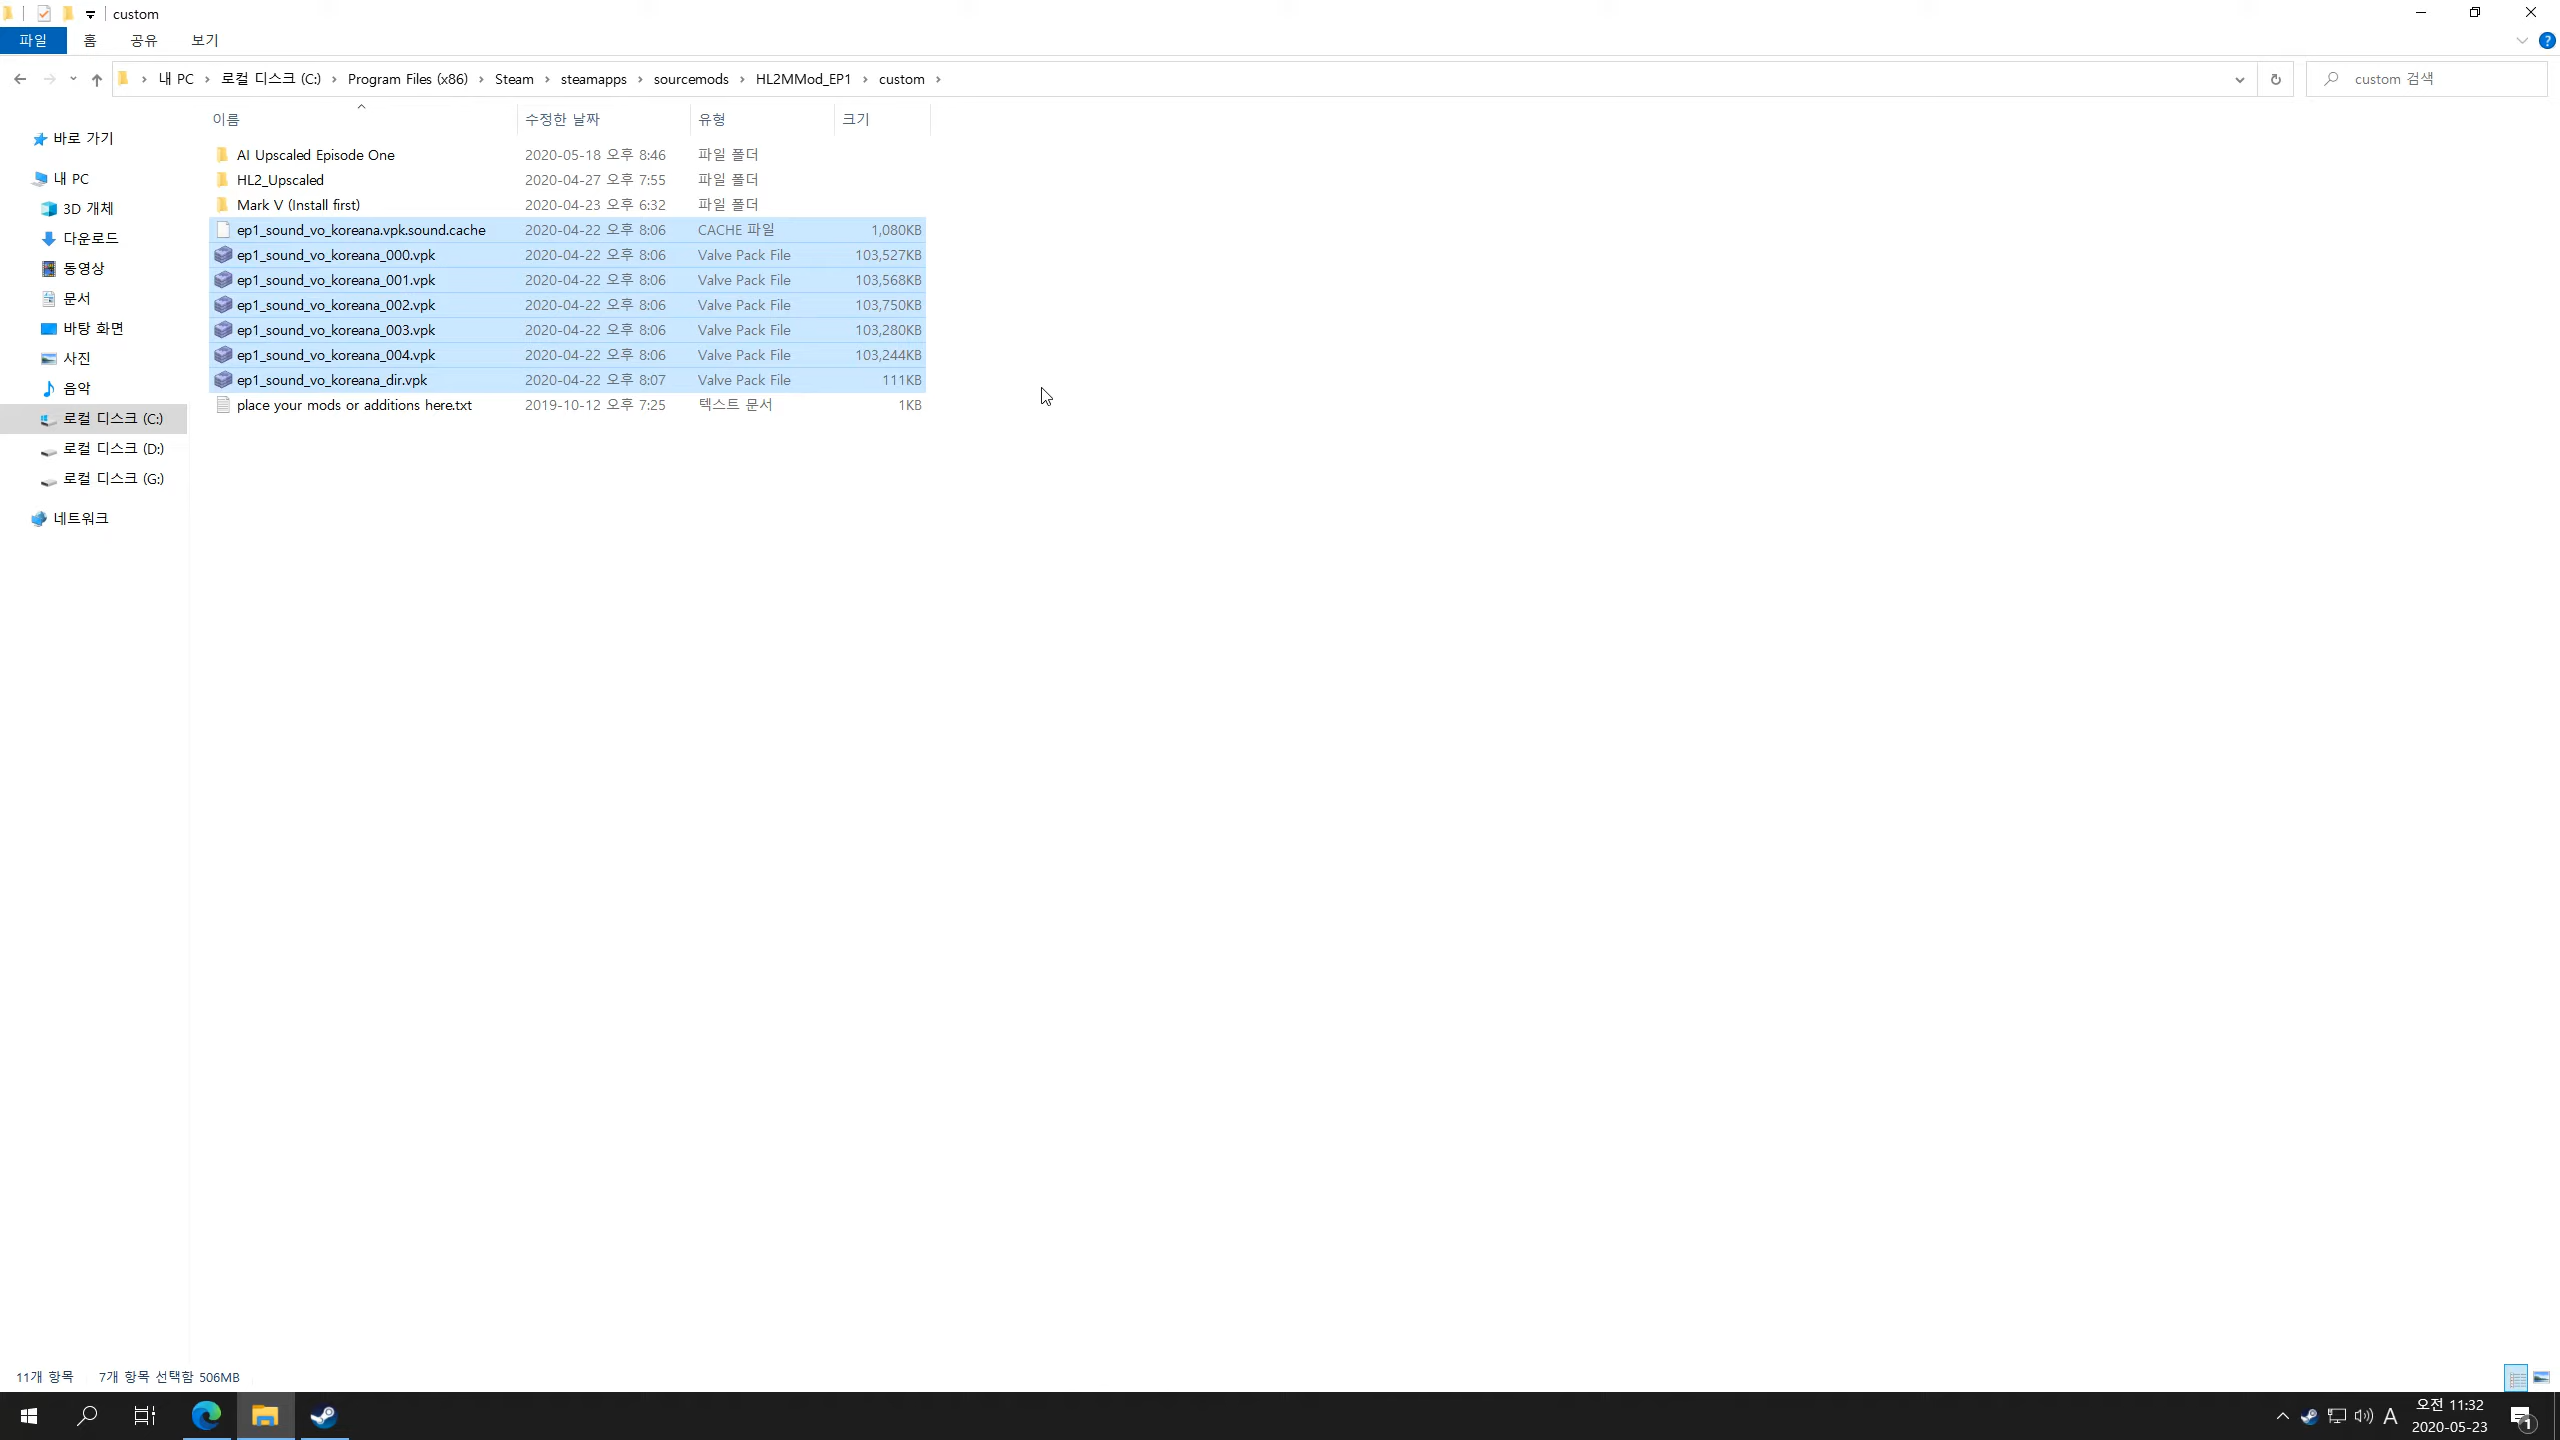 custom
파일 홈 공유 보기
내 PC 로컬 디스크 (C:) Program Files (x86) Steam steamapps sourcemods HL2MMod_EP1 custom
custom 검색
이름 수정한 날짜 유형 크기
바로 가기
내 PC
3D 개체
다운로드
동영상
문서
바탕 화면
사진
음악
로컬 디스크 (C:)
로컬 디스크 (D:)
로컬 디스크 (G:)
네트워크
AI Upscaled Episode One 2020-05-18 오후 8:46 파일 폴더
HL2_Upscaled 2020-04-27 오후 7:55 파일 폴더
Mark V (Install first) 2020-04-23 오후 6:32 파일 폴더
ep1_sound_vo_koreana.vpk.sound.cache 2020-04-22 오후 8:06 CACHE 파일 1,080KB
ep1_sound_vo_koreana_000.vpk 2020-04-22 오후 8:06 Valve Pack File 103,527KB
ep1_sound_vo_koreana_001.vpk 2020-04-22 오후 8:06 Valve Pack File 103,568KB
ep1_sound_vo_koreana_002.vpk 2020-04-22 오후 8:06 Valve Pack File 103,750KB
ep1_sound_vo_koreana_003.vpk 2020-04-22 오후 8:06 Valve Pack File 103,280KB
ep1_sound_vo_koreana_004.vpk 2020-04-22 오후 8:06 Valve Pack File 103,244KB
ep1_sound_vo_koreana_dir.vpk 2020-04-22 오후 8:07 Valve Pack File 111KB
place your mods or additions here.txt 2019-10-12 오후 7:25 텍스트 문서 1KB
11개 항목 7개 항목 선택함 506MB
A
오전 11:32
2020-05-23
1